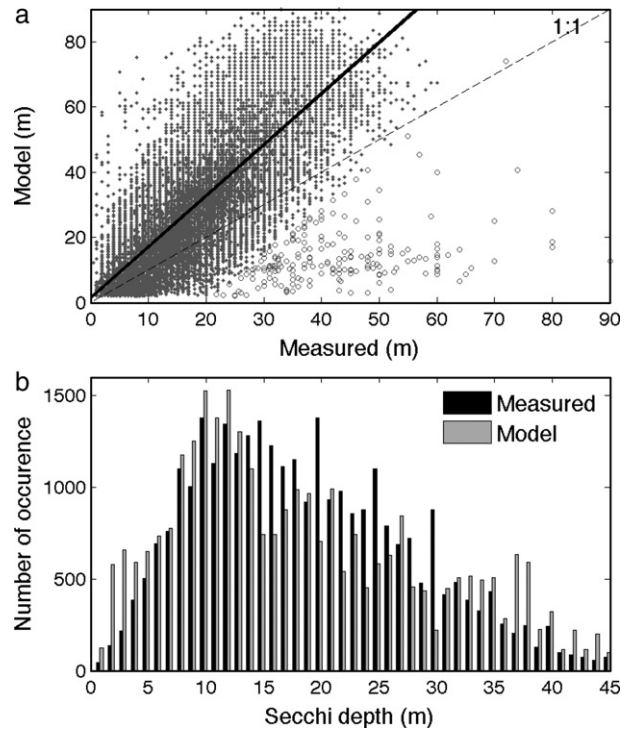 a
90
80
60
40
20
0
Model (m)
1:1
0 10 20 30 40 50 60 70 80 90
Measured (m)
b
1500
1000
500
0
Number of occurence
Measured
Model
0 5 10 15 20 25 30 35 40 45
Secchi depth (m)